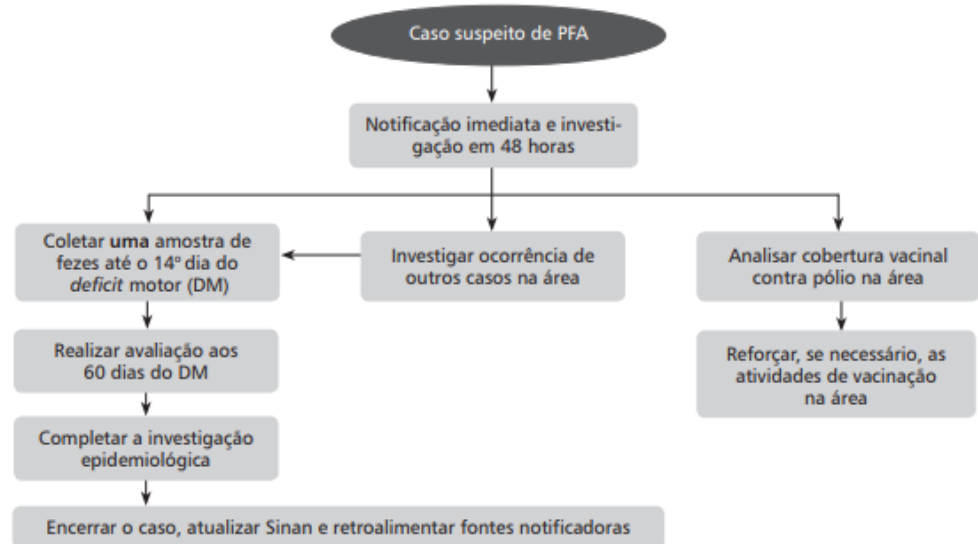 Caso suspeito de PFA
Notificação imediata e investi-
gação em 48 horas
Coletar uma amostra de
fezes até o 14º dia do
deficit motor (DM)
Investigar ocorrência de
outros casos na área
Analisar cobertura vacinal
contra pólio na área
Realizar avaliação aos
60 dias do DM
Reforçar, se necessário, as
atividades de vacinação
na área
Completar a investigação
epidemiológica
Encerrar o caso, atualizar Sinan e retroalimentar fontes notificadoras